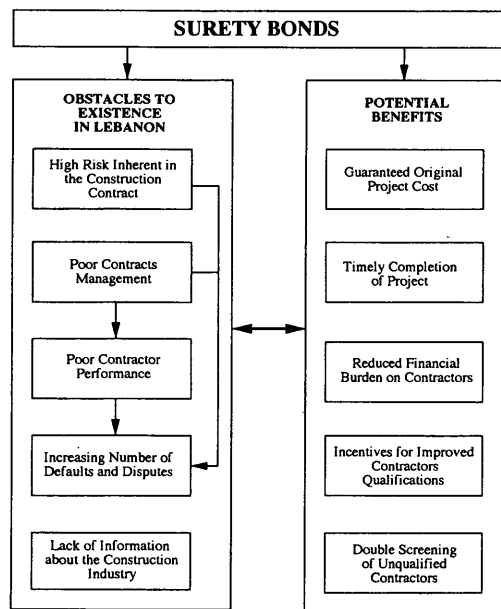 SURETY BONDS
OBSTACLES TO
EXISTENCE
IN LEBANON
High Risk Inherent in
the Construction
Contract
Poor Contracts
Management
Poor Contractor
Performance
Increasing Number of
Defaults and Disputes
Lack of Information
about the Construction
Industry
POTENTIAL
BENEFITS
Guaranteed Original
Project Cost
Timely Completion
of Project
Reduced Financial
Burden on Contractors
Incentives for Improved
Contractors
Qualifications
Double Screening
of Unqualified
Contractors